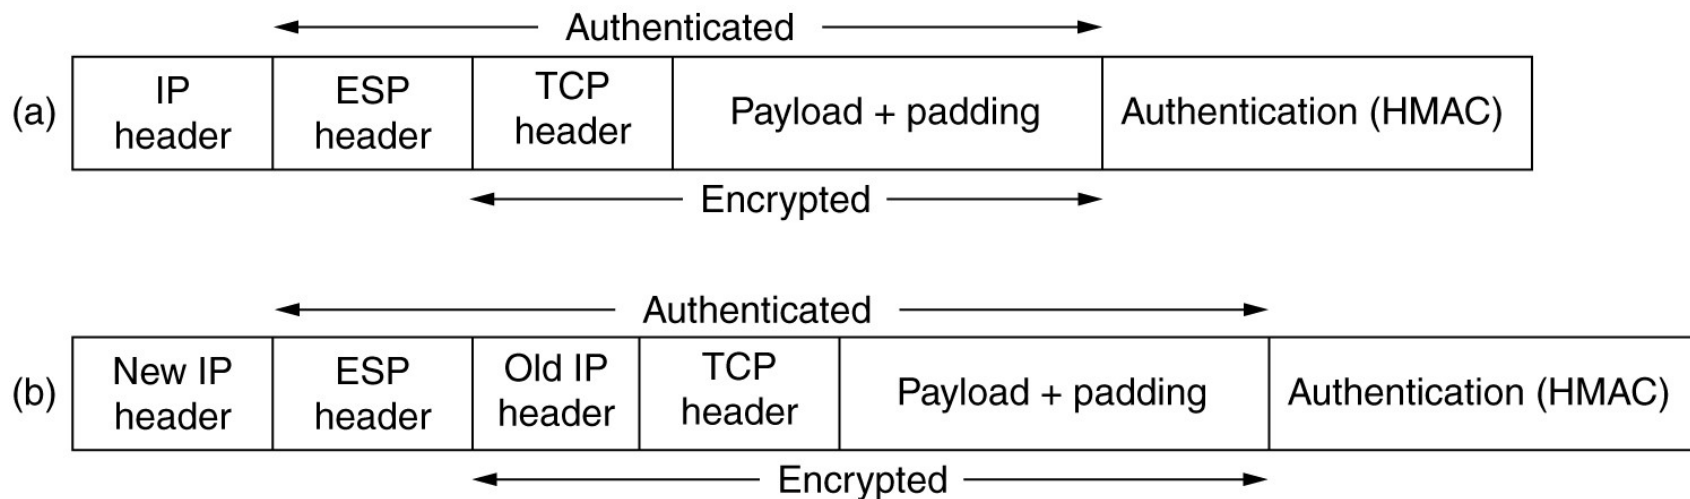 Authenticated
(a)
IP
header
ESP
header
TCP
header
Payload + padding
Authentication (HMAC)
Encrypted
Authenticated
(b)
New IP
header
ESP
header
Old IP
header
TCP
header
Payload + padding
Authentication (HMAC)
Encrypted